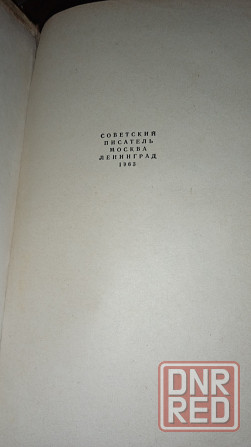 СОВЕТСКИЙ
ПИСАТЕЛЬ
МОСКВА
ЛЕНИНГРАД
1963
DNR
RED